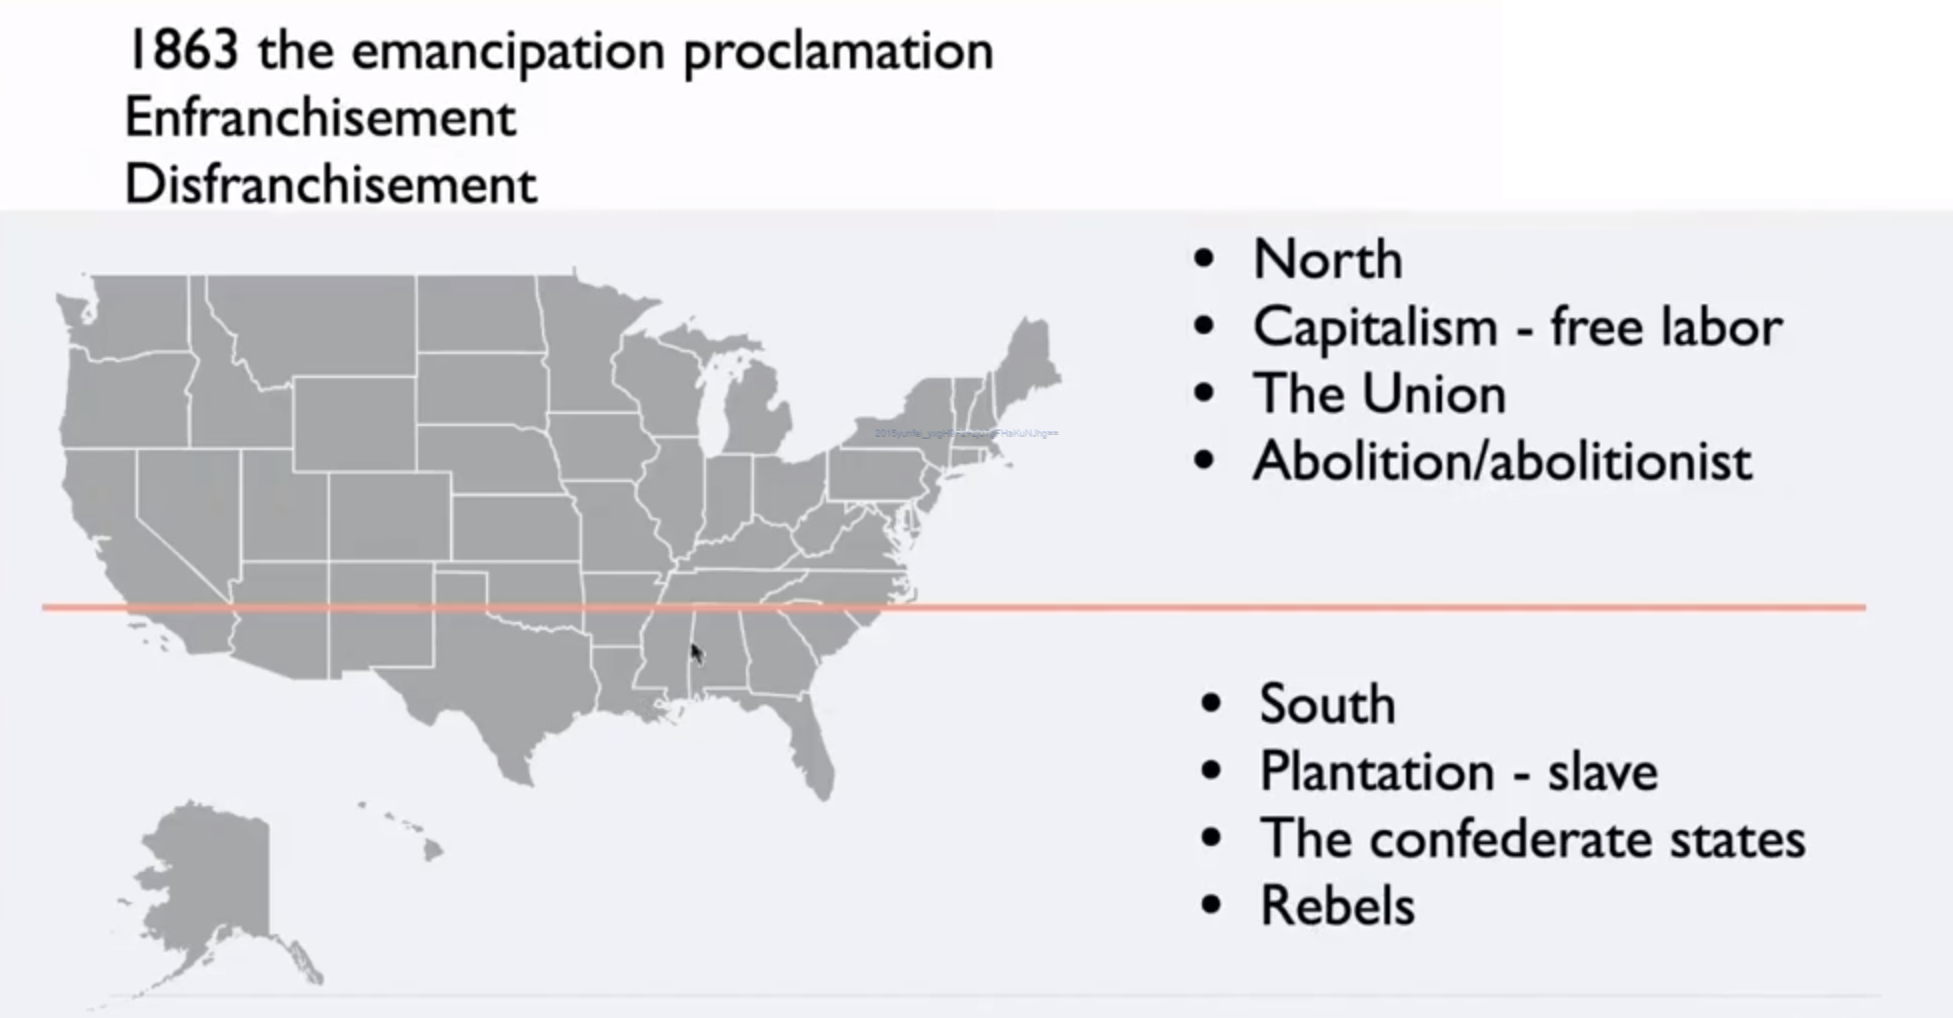 1863 the emancipation proclamation
Enfranchisement
Disfranchisement
• North
• Capitalism - free labor
• The Union
• Abolition/abolitionist
• South
• Plantation - slave
• The confederate states
• Rebels